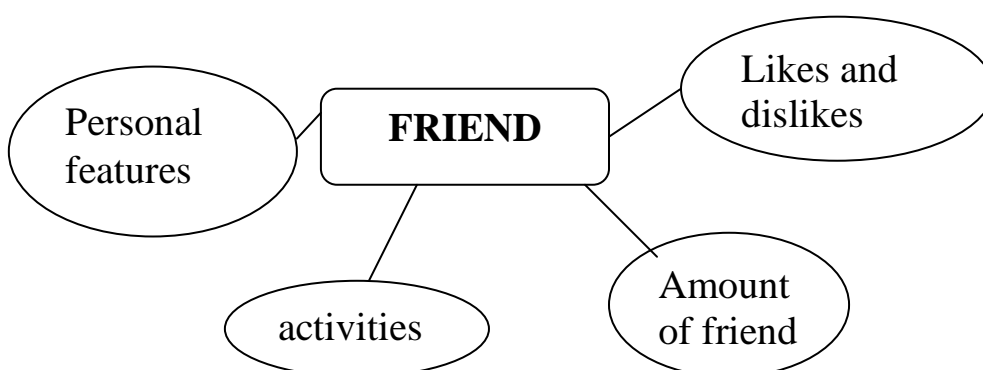 FRIEND
Likes and
dislikes
Personal
features
activities
Amount
of friend